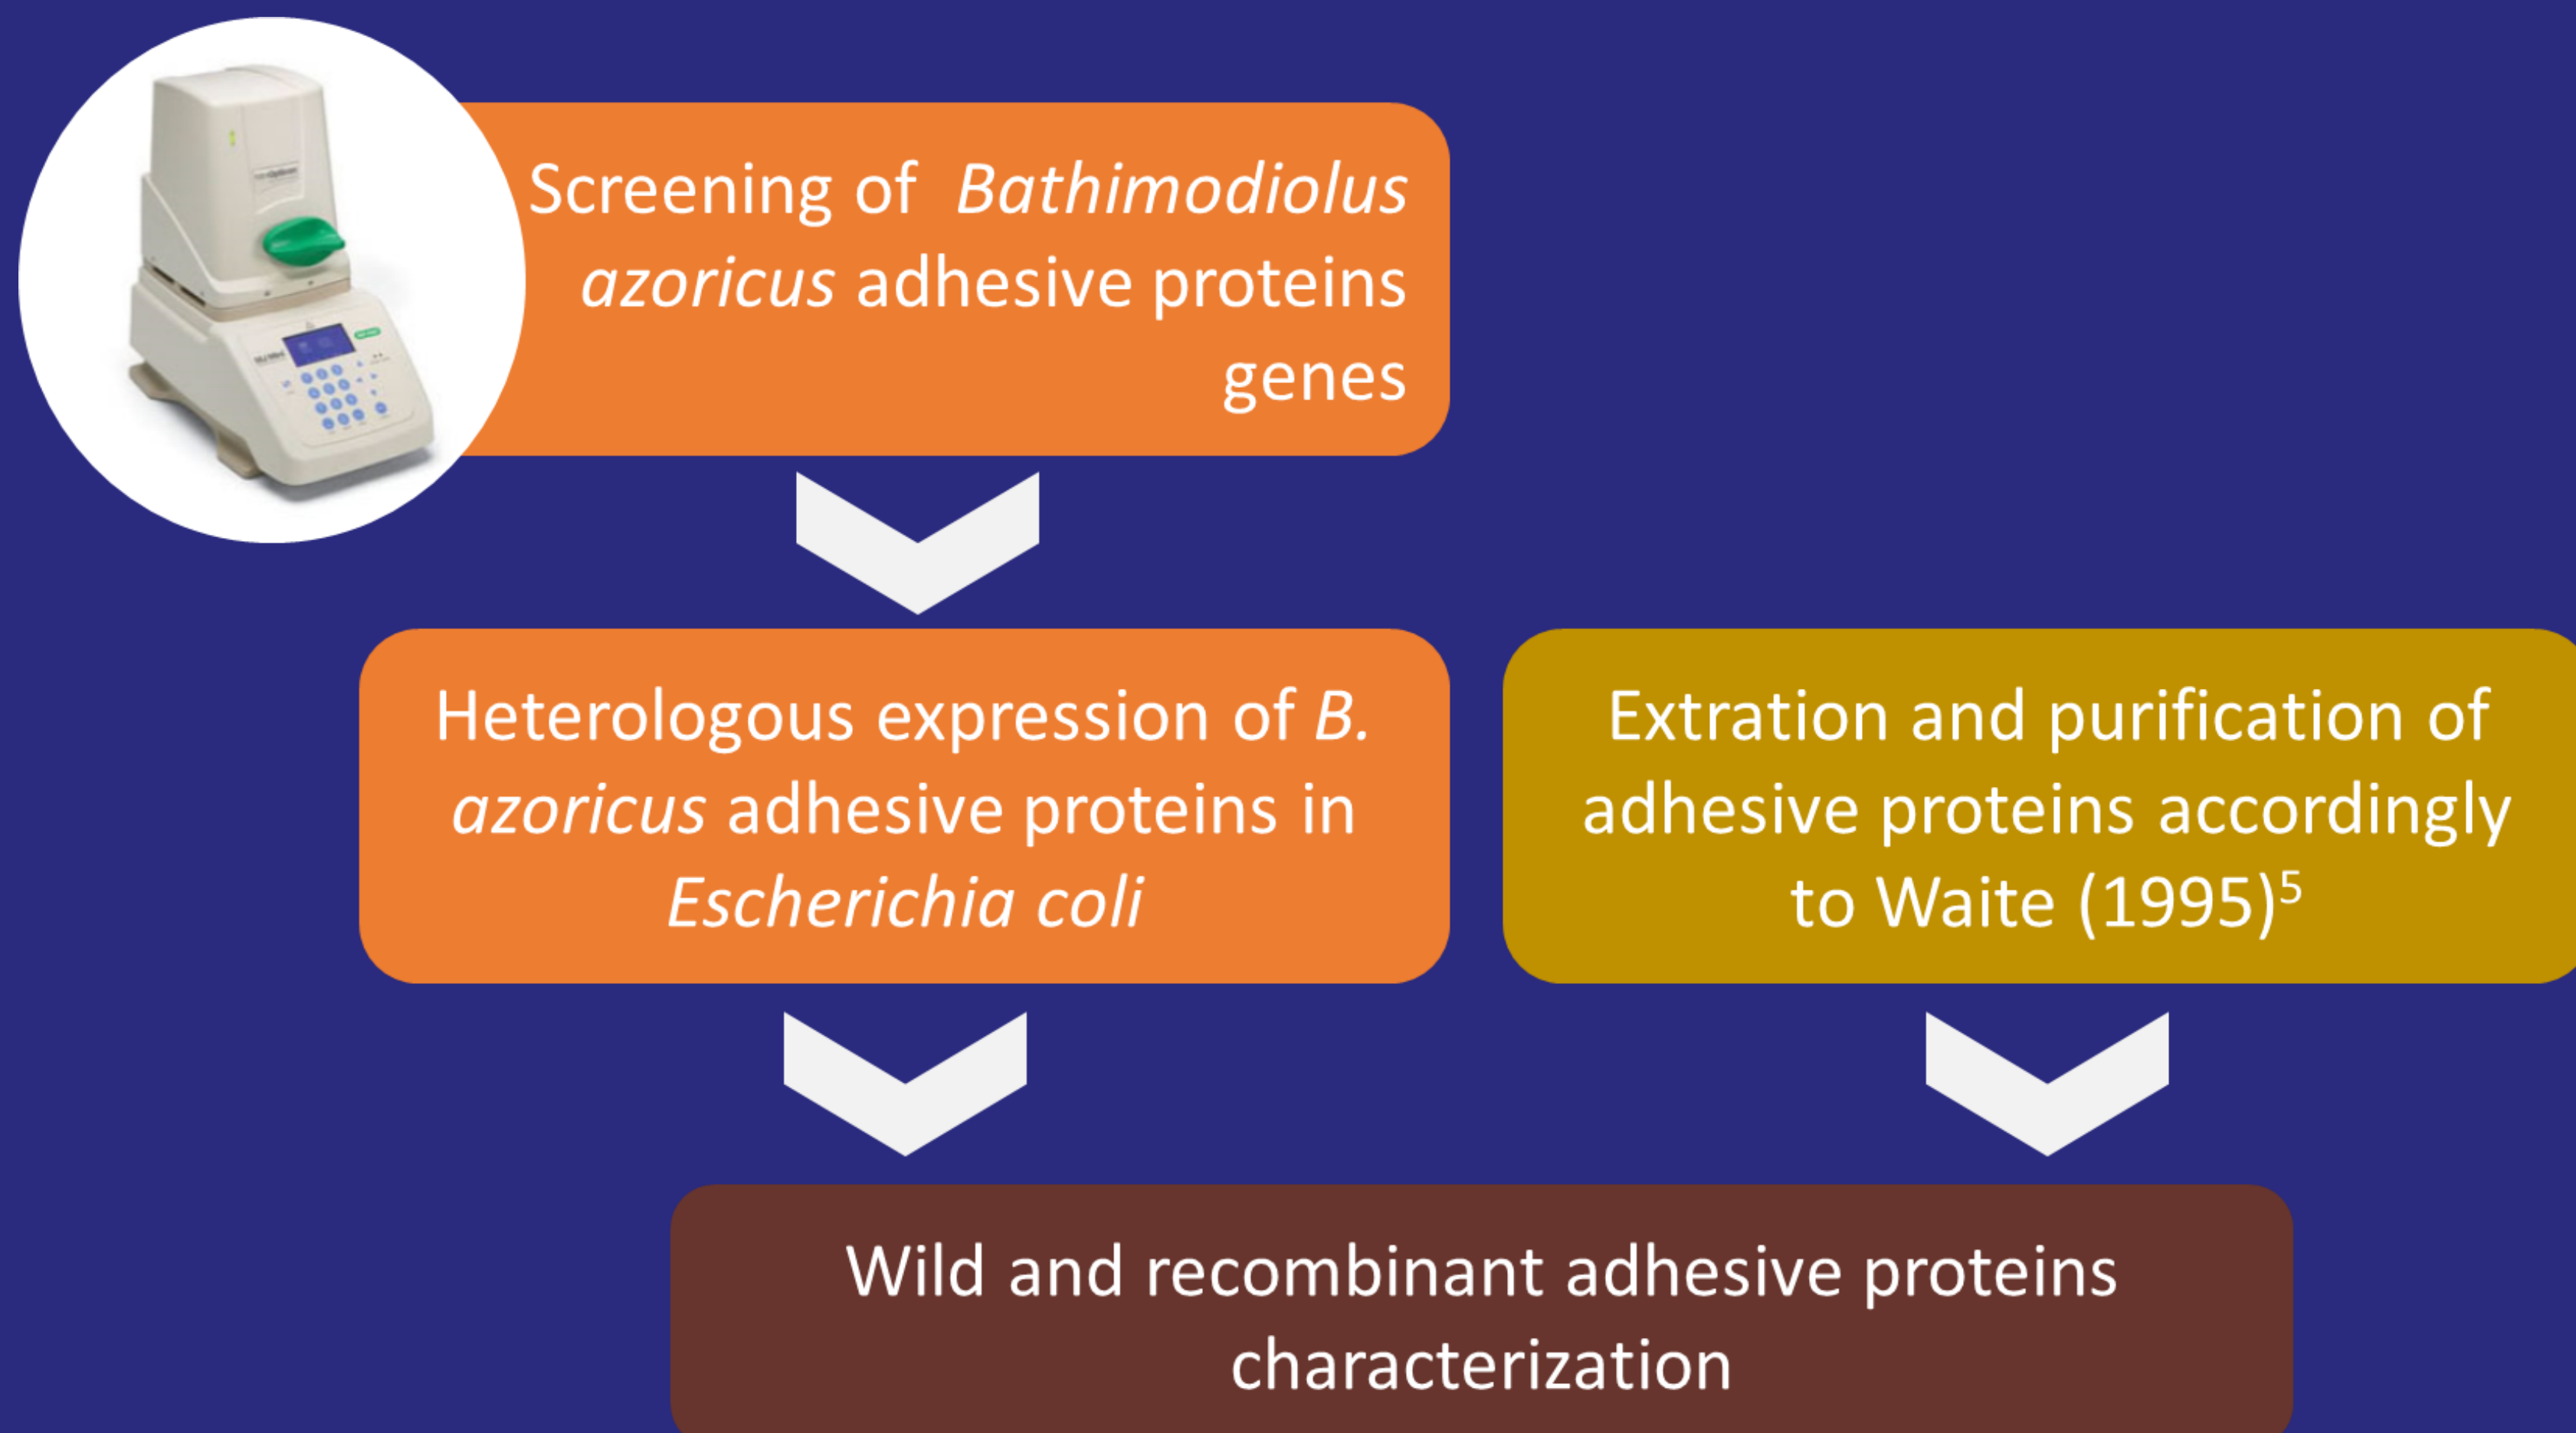 Screening of Bathimodiolus
azoricus adhesive proteins
genes
Heterologous expression of B.
azoricus adhesive proteins in
Escherichia coli
Extration and purification of
adhesive proteins accordingly
to Waite (1995)⁵
Wild and recombinant adhesive proteins
characterization